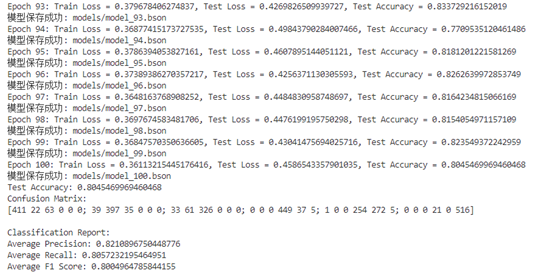 Epoch 93: Train Loss = 0.379678406274837, Test Loss = 0.4269826509939727, Test Accuracy = 0.833729216152019
模型保存成功: models/model_93.bson
Epoch 94: Train Loss = 0.36877415173727535, Test Loss = 0.49843790284007466, Test Accuracy = 0.7709535120461486
模型保存成功: models/model_94.bson
Epoch 95: Train Loss = 0.3786394053827161, Test Loss = 0.4607895144051121, Test Accuracy = 0.8181201221581269
模型保存成功: models/model_95.bson
Epoch 96: Train Loss = 0.37389386270357217, Test Loss = 0.4256371130305593, Test Accuracy = 0.8262639972853749
模型保存成功: models/model_96.bson
Epoch 97: Train Loss = 0.3648163768908252, Test Loss = 0.4484830958748697, Test Accuracy = 0.8164234815066169
模型保存成功: models/model_97.bson
Epoch 98: Train Loss = 0.3697674583481706, Test Loss = 0.4476199195750298, Test Accuracy = 0.8154054971157109
模型保存成功: models/model_98.bson
Epoch 99: Train Loss = 0.36847570350636605, Test Loss = 0.43041475694025716, Test Accuracy = 0.823549372242959
模型保存成功: models/model_99.bson
Epoch 100: Train Loss = 0.36113215445176416, Test Loss = 0.4586543357901035, Test Accuracy = 0.8045469969460468
模型保存成功: models/model_100.bson
Test Accuracy: 0.8045469969460468
Confusion Matrix:
[411 22 63 0 0 0; 39 397 35 0 0 0; 33 61 326 0 0 0; 0 0 0 449 37 5; 1 0 0 254 272 5; 0 0 0 21 0 516]
Classification Report:
Average Precision: 0.8210896750448776
Average Recall: 0.8057232195464951
Average F1 Score: 0.8004964785844155